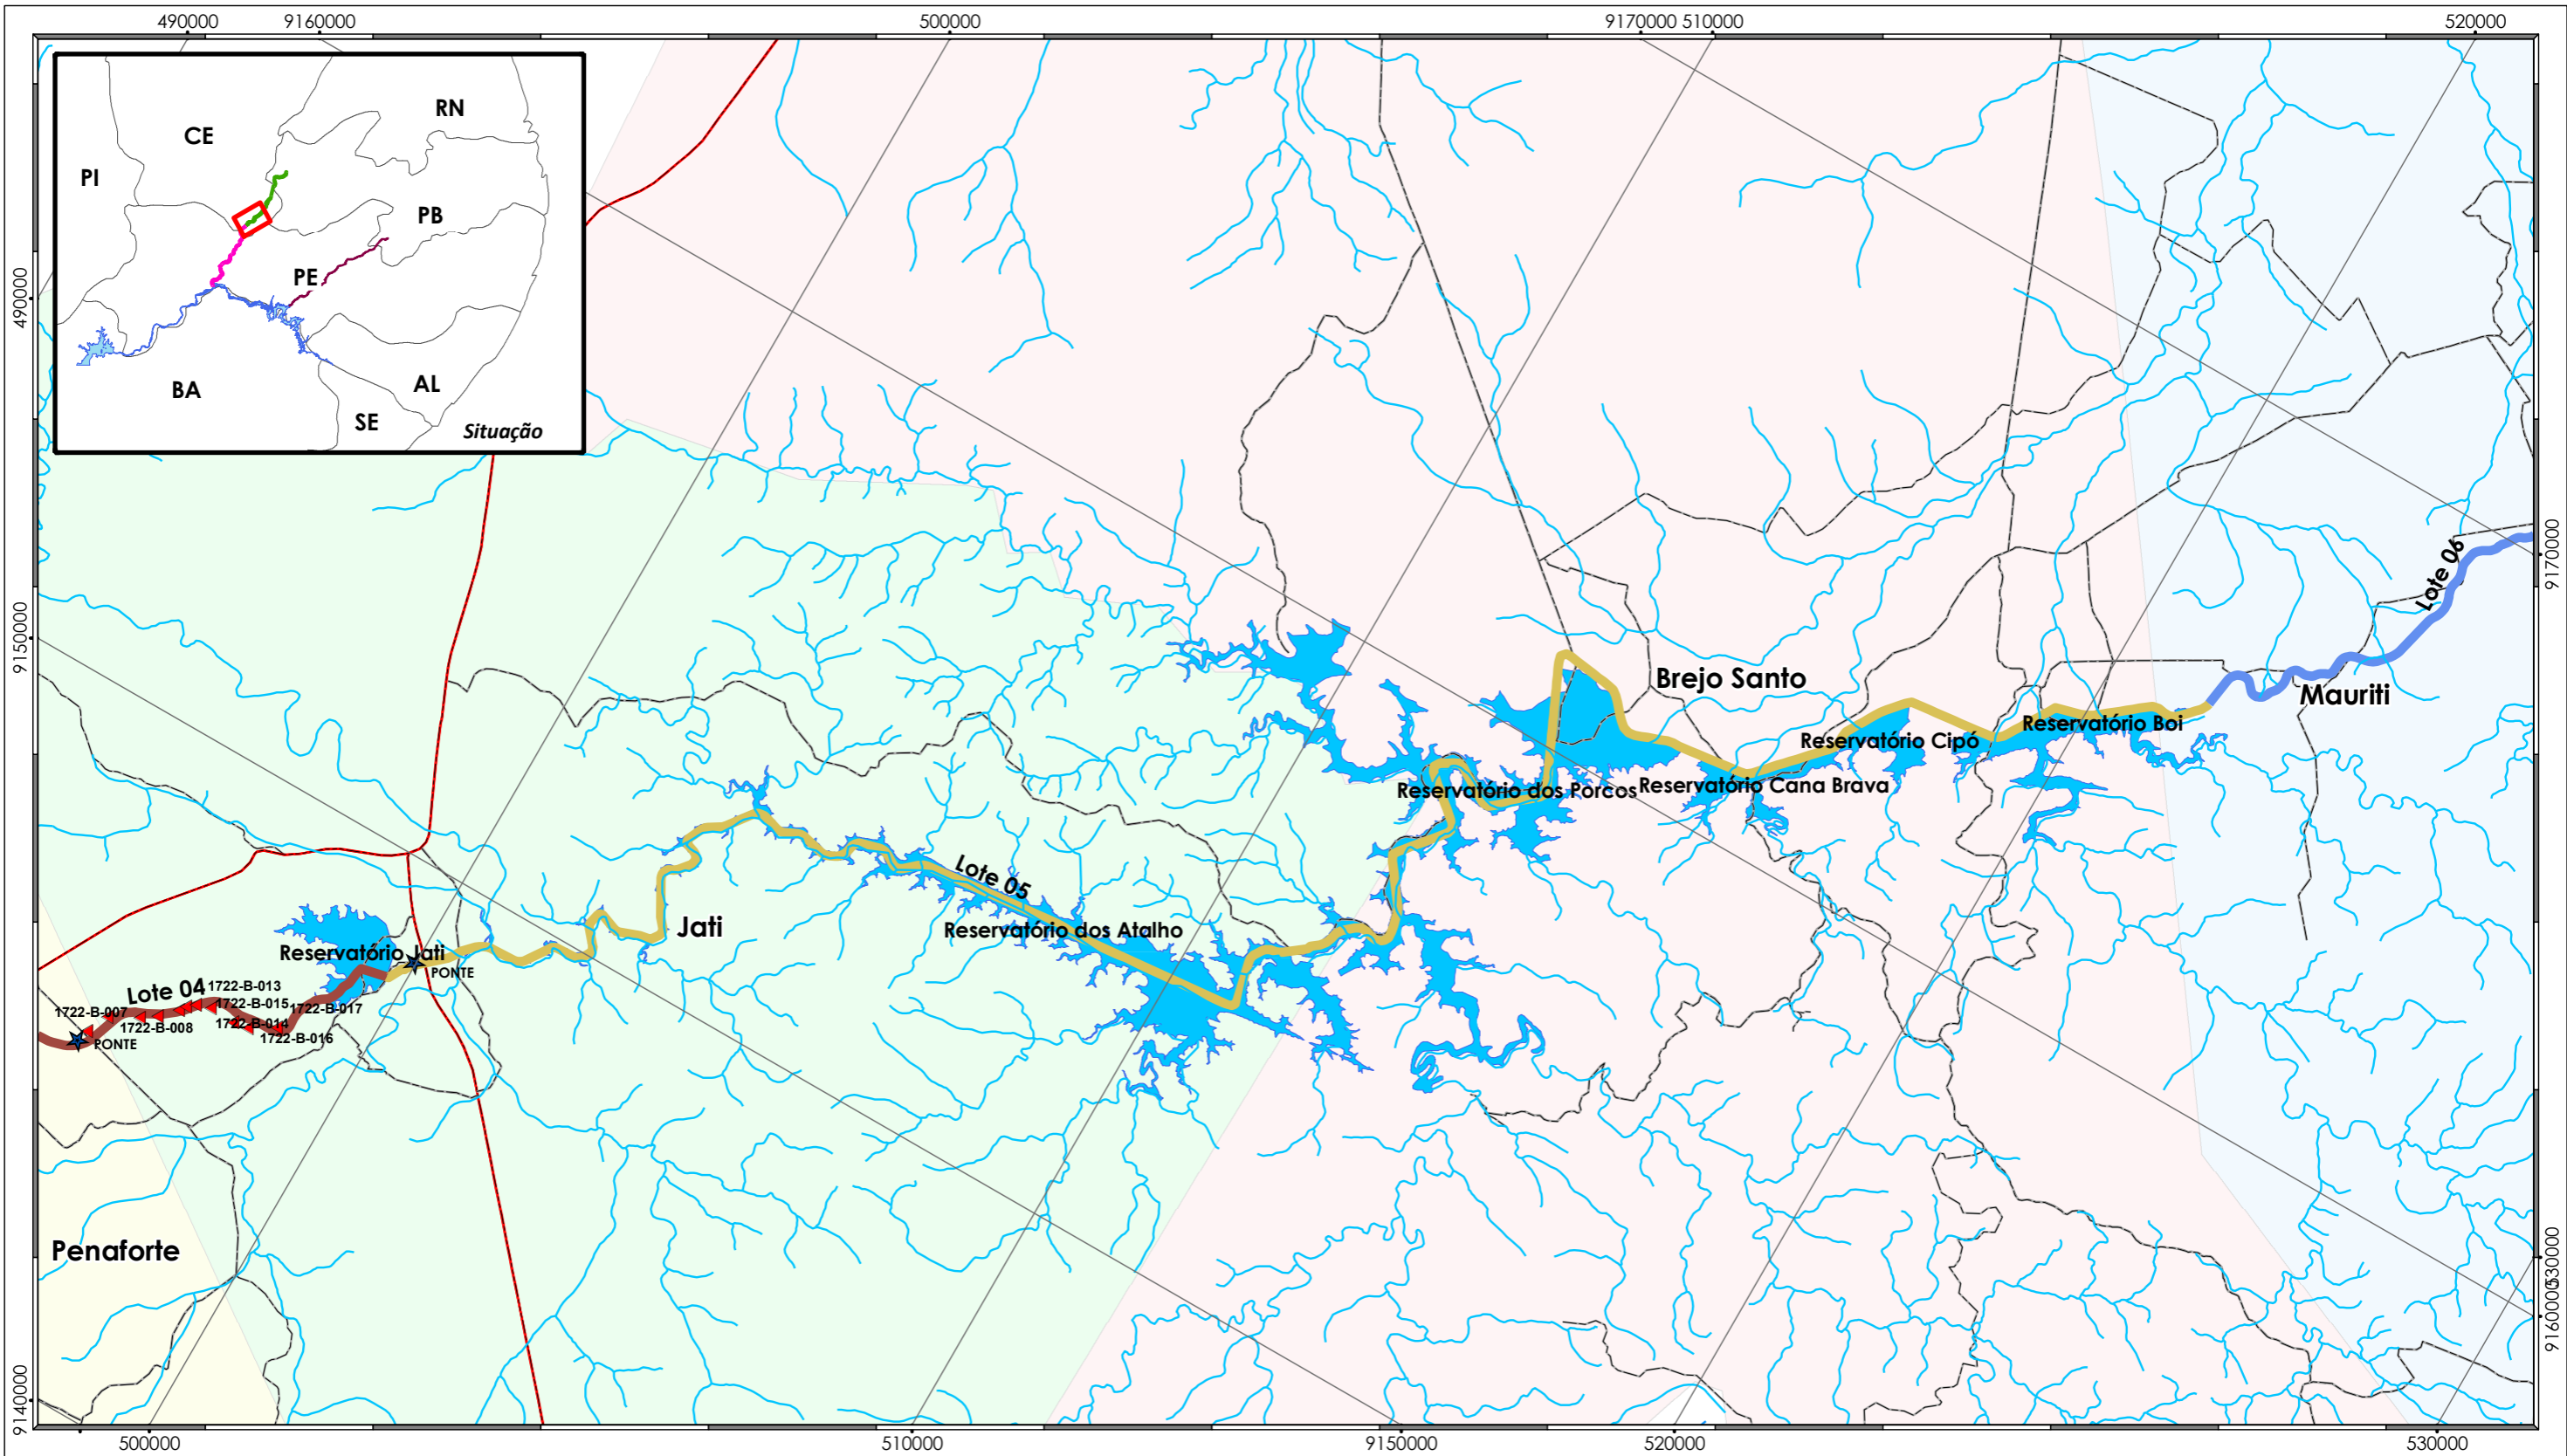 490000
9160000
500000
9170000 510000
520000
490000
9150000
9140000
RN
CE
PI
PB
PE
BA
AL
SE
Situação
9170000
530000
9160000
Lote 06
Brejo Santo
Mauriti
Reservatório Boi
Reservatório Cipó
Reservatório dos Porcos
Reservatório Cana Brava
Lote 05
Jati
Reservatório dos Atalho
Reservatório Jati
PONTE
Lote 04
1722-B-013
1722-B-007
1722-B-015
1722-B-017
1722-B-008
1722-B-014
1722-B-016
PONTE
Penaforte
500000
510000
9150000
520000
530000